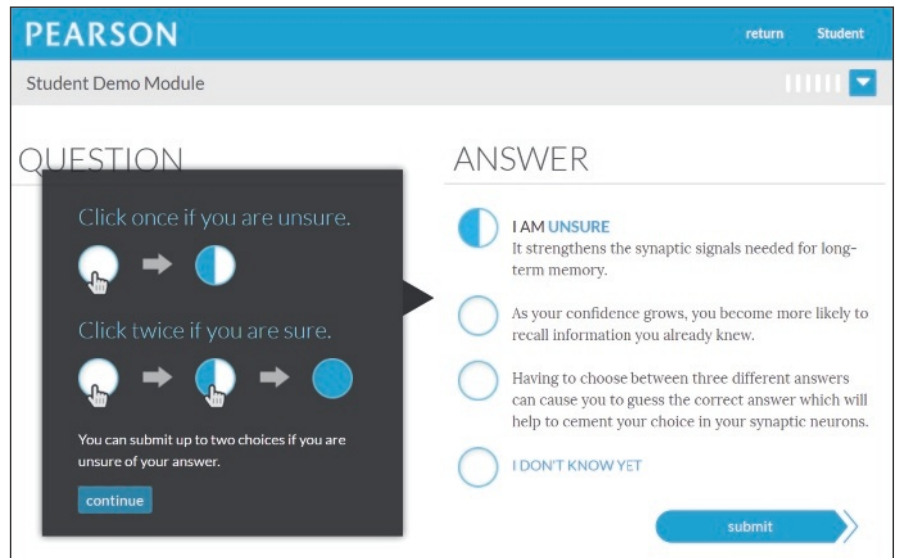 PEARSON
return Student
Student Demo Module
QUESTION
Click once if you are unsure.
Click twice if you are sure.
You can submit up to two choices if you are
unsure of your answer.
continue
ANSWER
I AM UNSURE
It strengthens the synaptic signals needed for long-
term memory.
As your confidence grows, you become more likely to
recall information you already knew.
Having to choose between three different answers
can cause you to guess the correct answer which will
help to cement your choice in your synaptic neurons.
I DON'T KNOW YET
submit